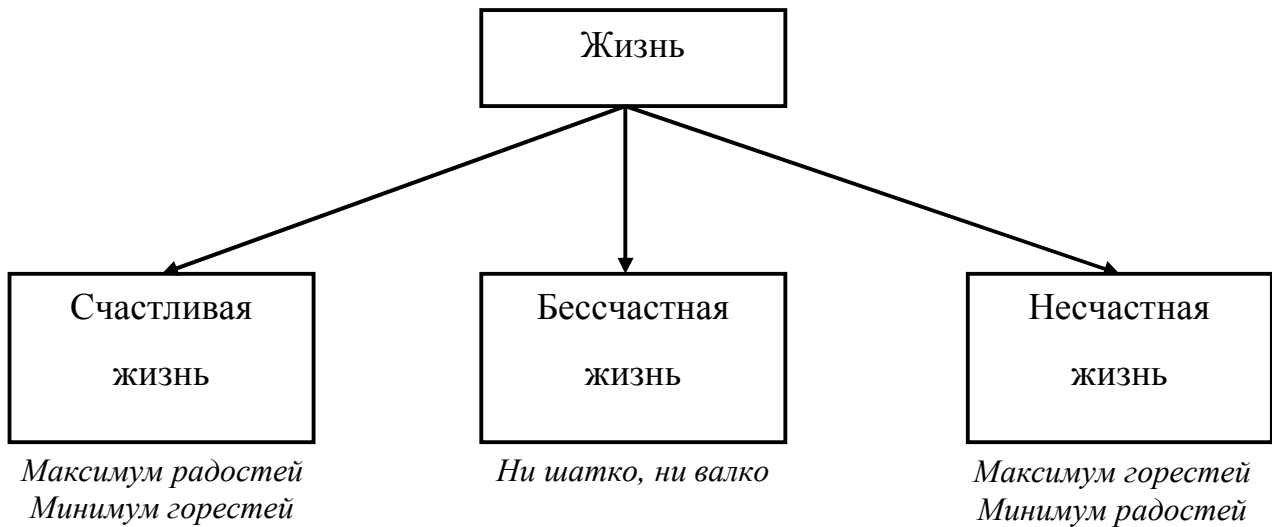 Жизнь
Счастливая
жизнь
Бессчастная
жизнь
Несчастная
жизнь
Максимум радостей
Минимум горестей
Ни шатко, ни валко
Максимум горестей
Минимум радостей